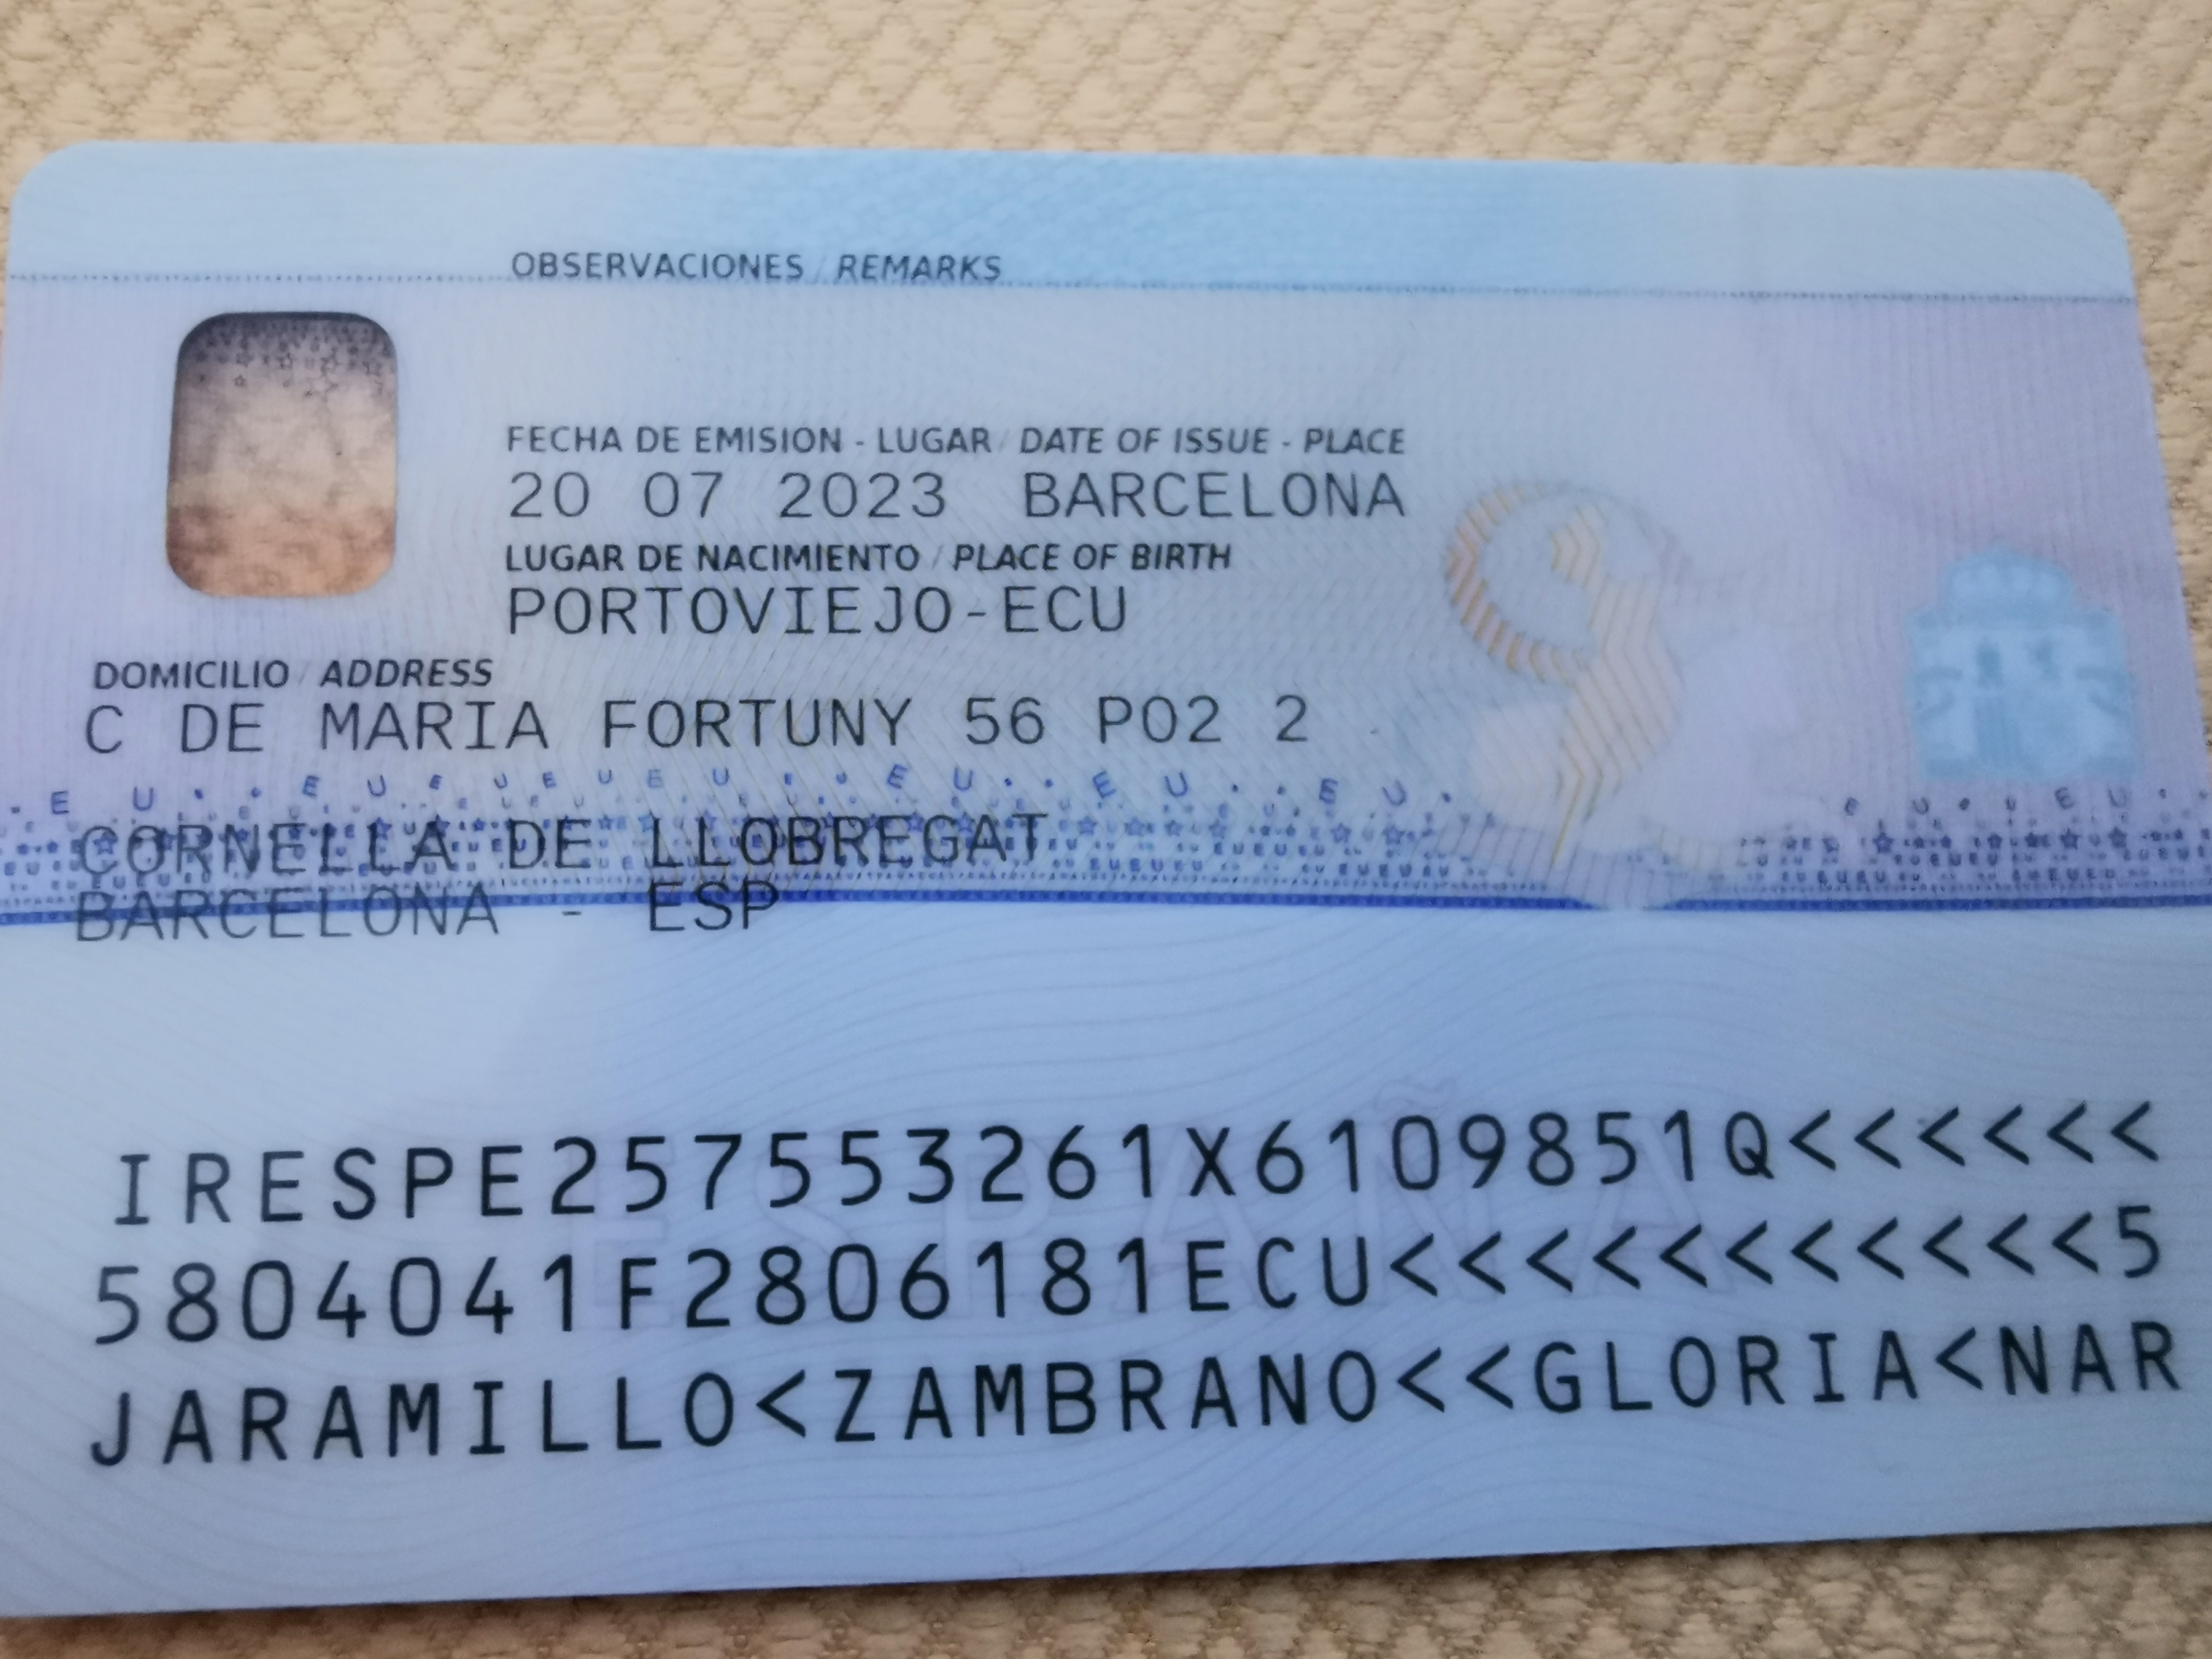 OBSERVACIONES / REMARKS
FECHA DE EMISION - LUGAR / DATE OF ISSUE - PLACE
20 07 2023 BARCELONA
LUGAR DE NACIMIENTO / PLACE OF BIRTH
PORTOVIEJO-ECU
DOMICILIO / ADDRESS
C DE MARIA FORTUNY 56 P02 2
CORNELLA DE LLOBREGAT
BARCELONA - ESP
ESPAÑA
IRESPE257553261X6109851Q<<<<<<
5804041F2806181ECU<<<<<<<<<<<5
JARAMILLO<ZAMBRANO<<GLORIA<NAR